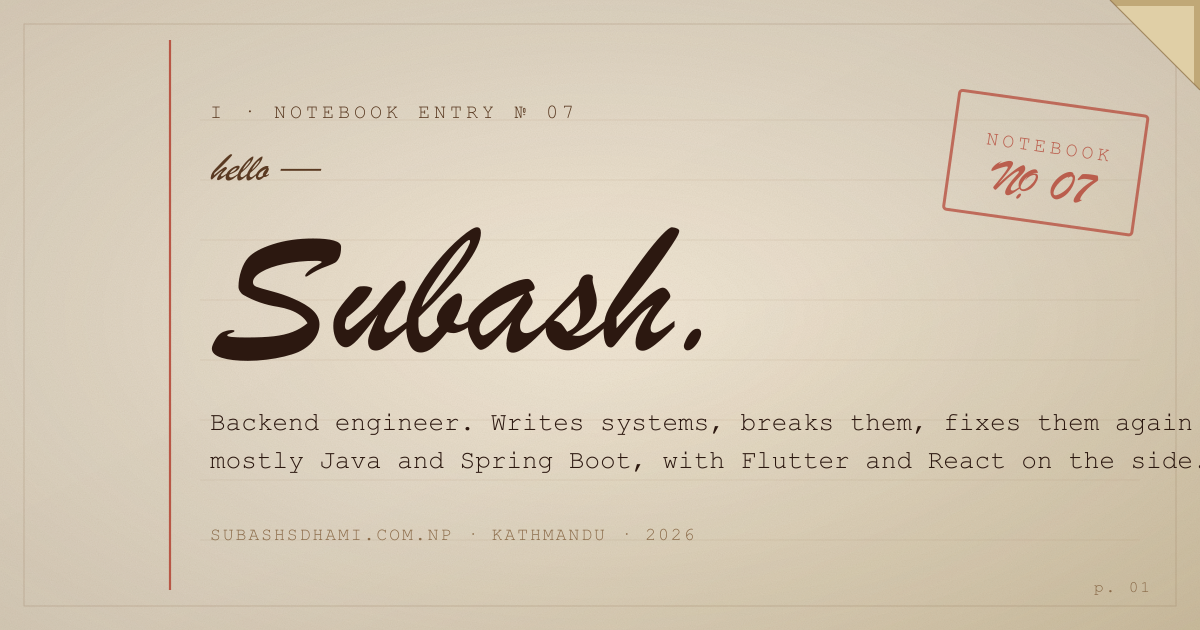 I · NOTEBOOK ENTRY № 07
hello —
Subash.
Backend engineer. Writes systems, breaks them, fixes them again
mostly Java and Spring Boot, with Flutter and React on the side.
SUBASHSDHAMI.COM.NP · KATHMANDU · 2026
NOTEBOOK
№ 07
p. 01